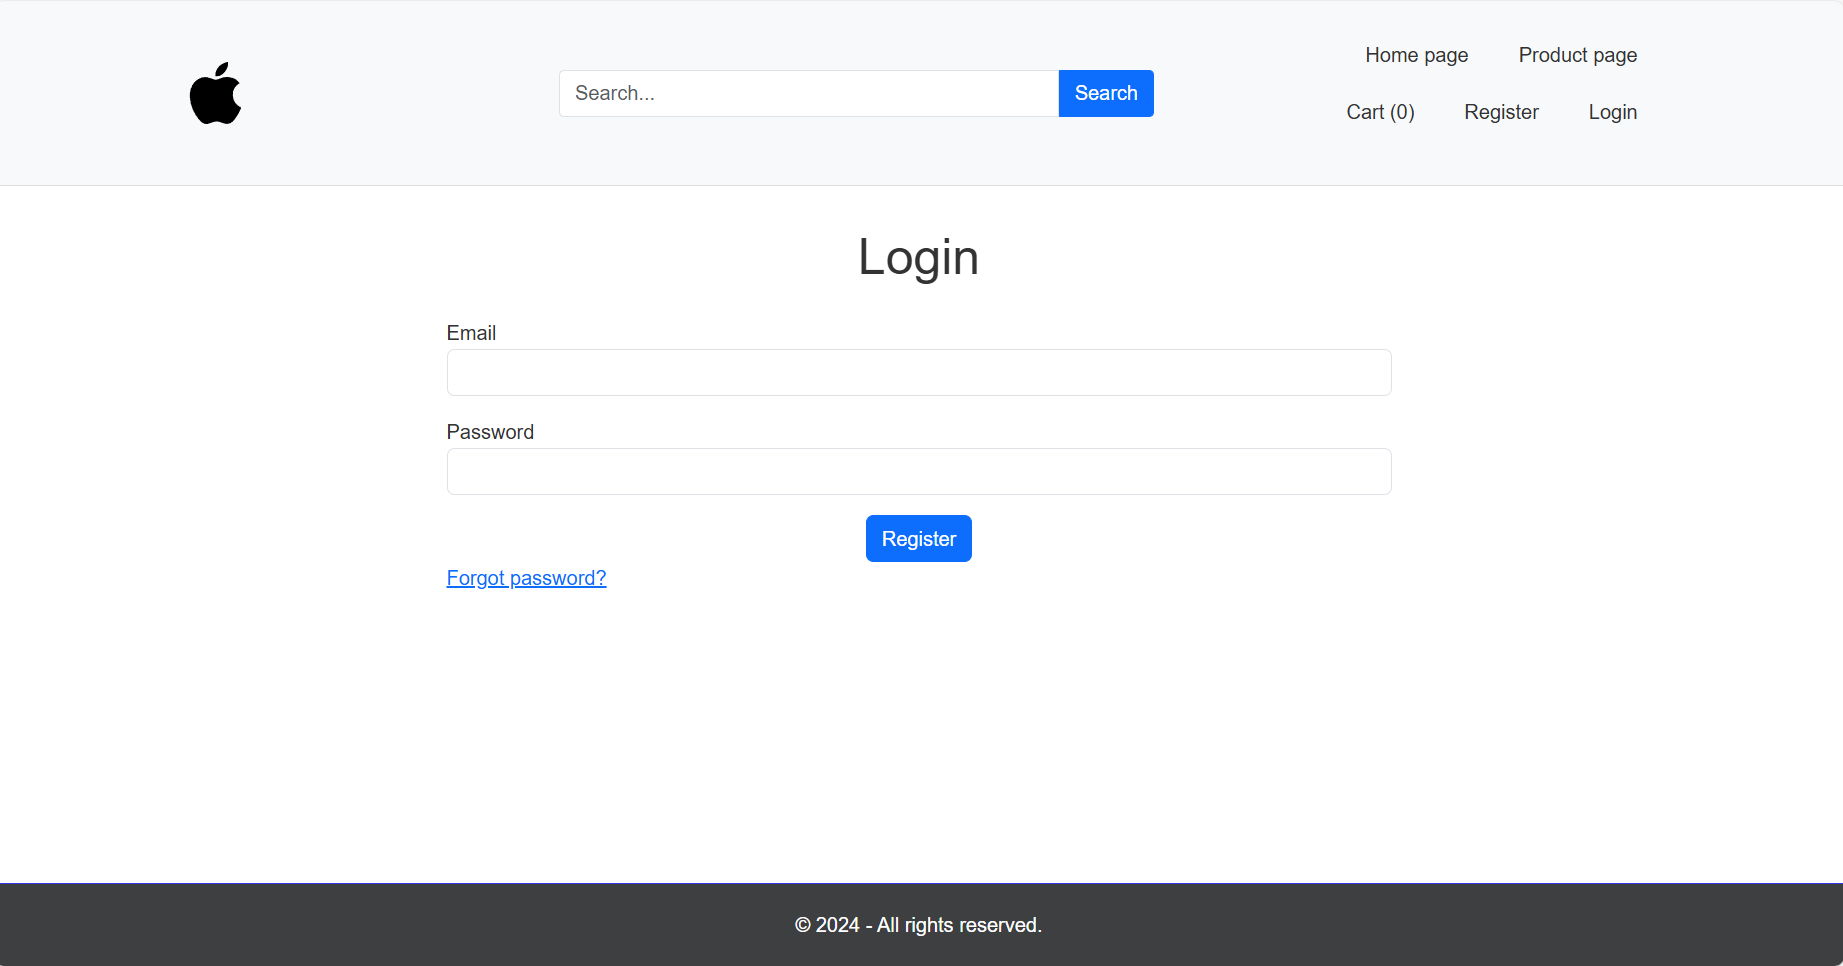 Home page Product page
Search... Search
Cart (0) Register Login
Login
Email
Password
Register
Forgot password?
© 2024 - All rights reserved.